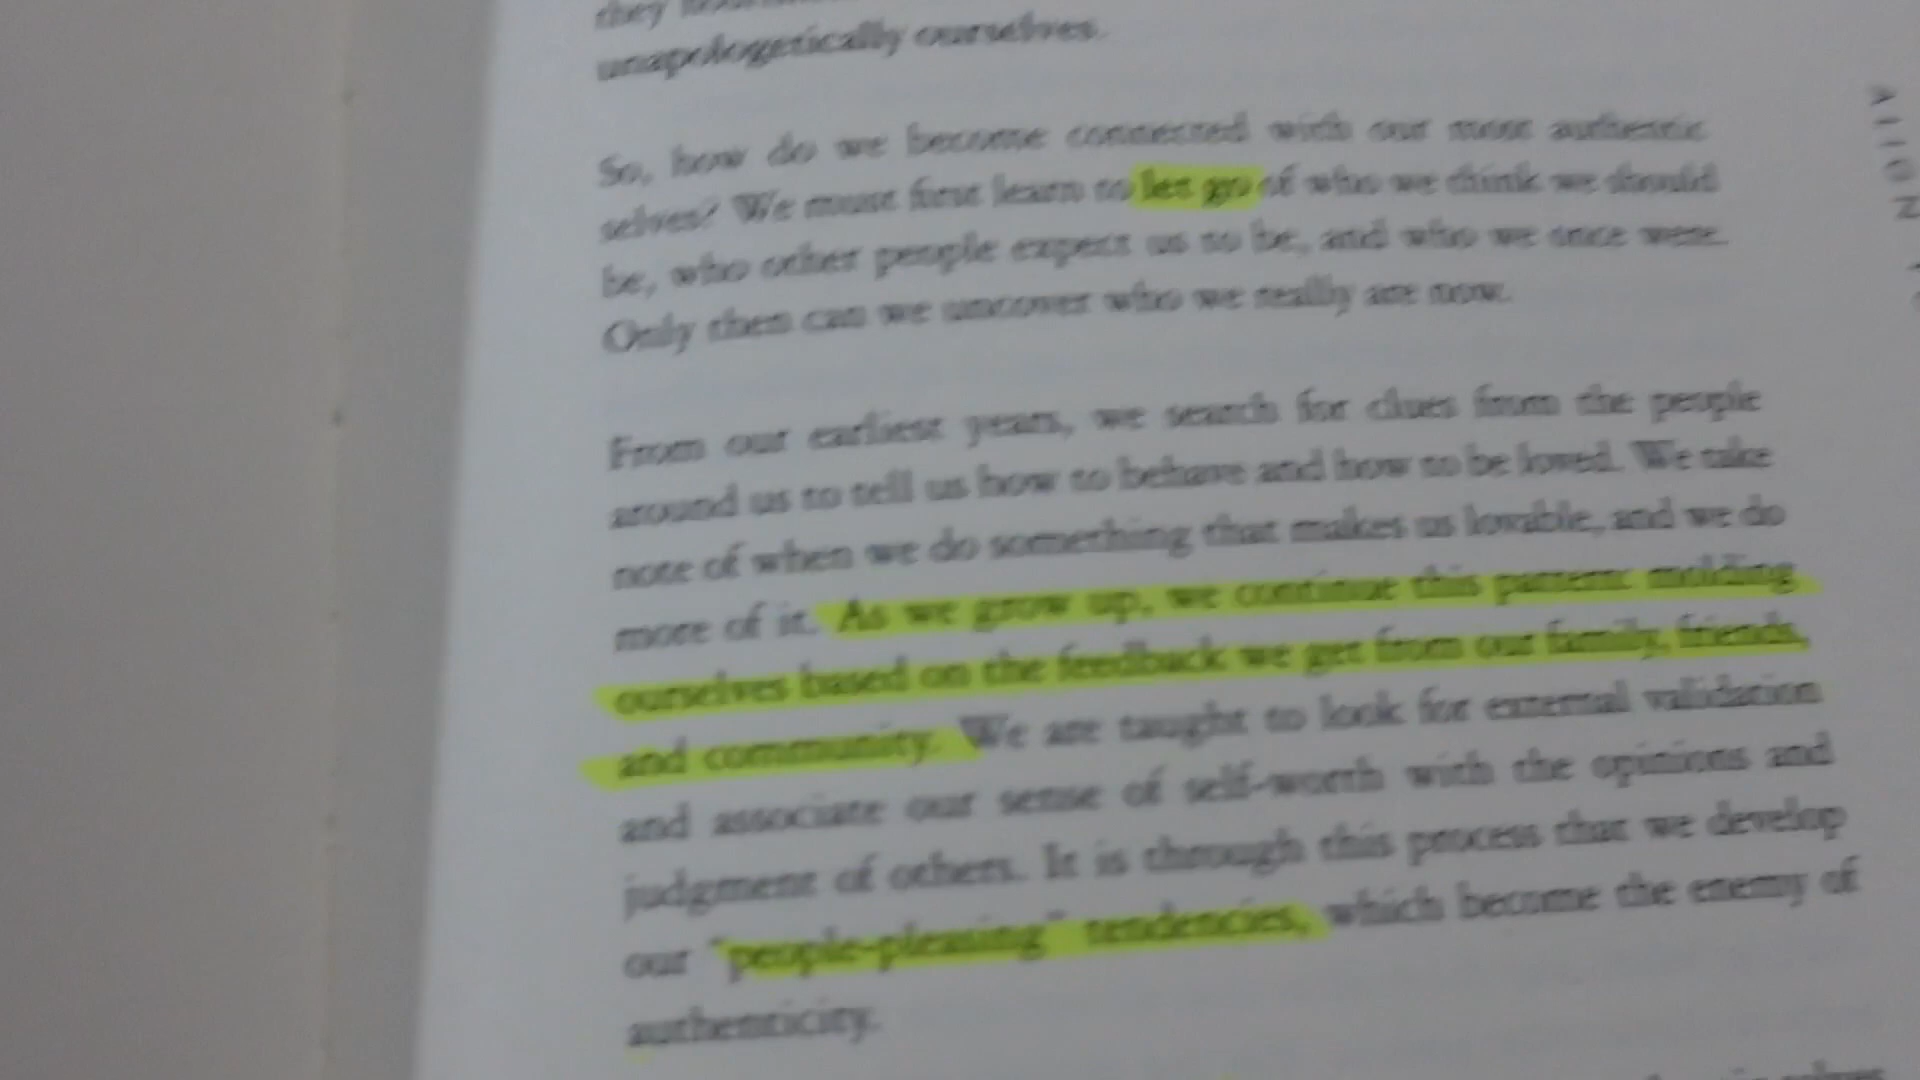 they
unapologetically ourselves.
So, how do we become connected with our most authentic
selves? We must first learn to let go of who we think we should
be, who other people expect us to be, and who we once were.
Only then can we uncover who we really are now.
From our earliest years, we search for clues from the people
around us to tell us how to behave and how to be loved. We take
note of when we do something that makes us lovable, and we do
more of it. As we grow up, we continue this pattern: molding
ourselves based on the feedback we get from our family, friends,
and community. We are taught to look for external validation
and associate our sense of self-worth with the opinions and
judgment of others. It is through this process that we develop
our "people-pleasing" tendencies, which become the enemy of
authenticity.